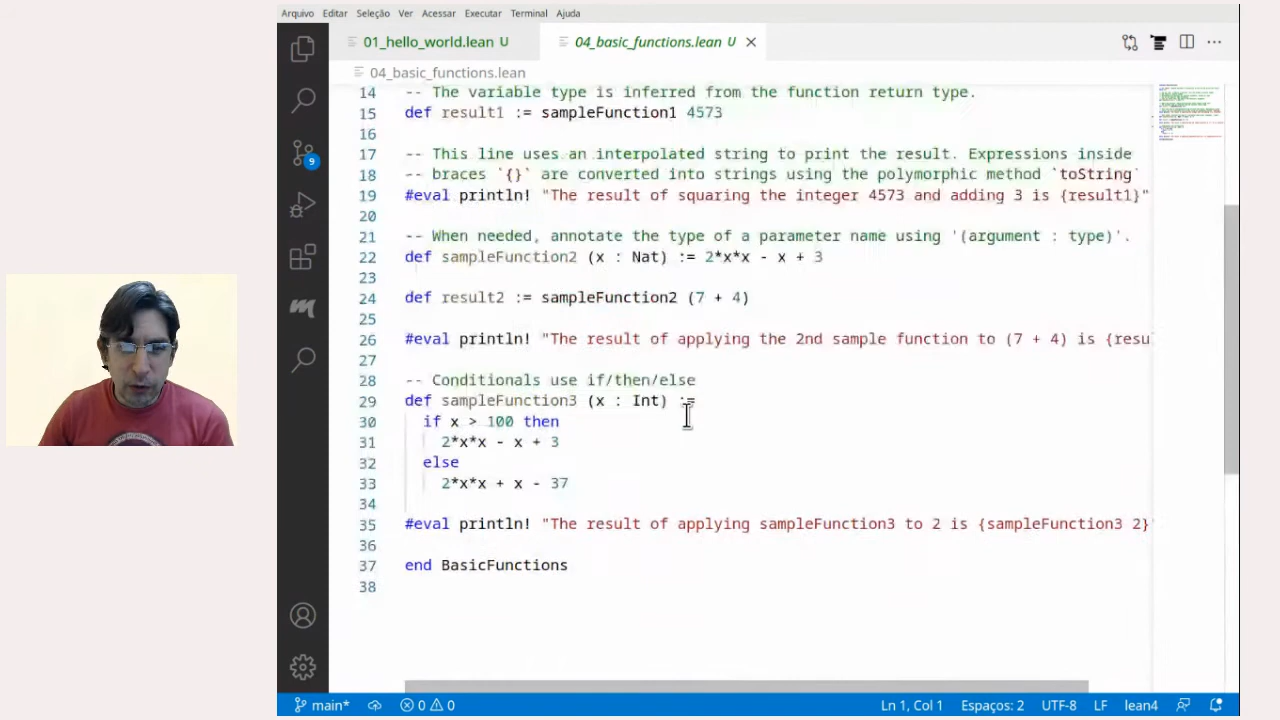 Arquivo Editar Seleção Ver Acessar Executar Terminal Ajuda
01_hello_world.lean U
04_basic_functions.lean U
04_basic_functions.lean
14 -- The variable type is inferred from the function return type.
15 def result1 := sampleFunction1 4573
16
17 -- This line uses an interpolated string to print the result. Expressions inside
18 -- braces `{}` are converted into strings using the polymorphic method `toString`
19 #eval println! "The result of squaring the integer 4573 and adding 3 is {result1}"
20
21 -- When needed, annotate the type of a parameter name using '(argument : type)'.
22 def sampleFunction2 (x : Nat) := 2*x*x - x + 3
23
24 def result2 := sampleFunction2 (7 + 4)
25
26 #eval println! "The result of applying the 2nd sample function to (7 + 4) is {resu
27
28 -- Conditionals use if/then/else
29 def sampleFunction3 (x : Int) :=
30 if x > 100 then
31 2*x*x - x + 3
32 else
33 2*x*x + x - 37
34
35 #eval println! "The result of applying sampleFunction3 to 2 is {sampleFunction3 2}"
36
37 end BasicFunctions
38
9
main* 0 0 Ln 1, Col 1 Espaços: 2 UTF-8 LF lean4